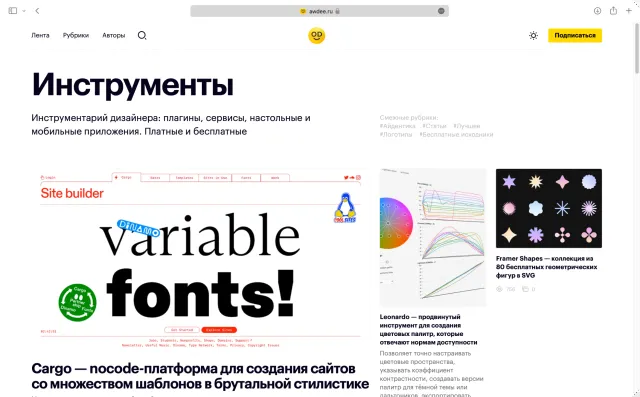 awdee.ru
Лента
Рубрики
Авторы
Подписаться
Инструменты
Инструментарий дизайнера: плагины, сервисы, настольные и
мобильные приложения. Платные и бесплатные
Смежные рубрики:
#Айдентика #Статьи #Лучшее
#Логотипы #Бесплатные исходники
Site builder
DINAMO
variable
fonts!
Cargo — nocode-платформа для создания сайтов
со множеством шаблонов в брутальной стилистике
Leonardo — продвинутый
инструмент для создания
цветовых палитр, которые
отвечают нормам доступности
Позволяет точно настраивать
цветовые пространства,
указывать коэффициент
контрастности, создавать версии
палитр для тёмной темы или
Framer Shapes — коллекция из
80 бесплатных геометрических
фигур в SVG
0